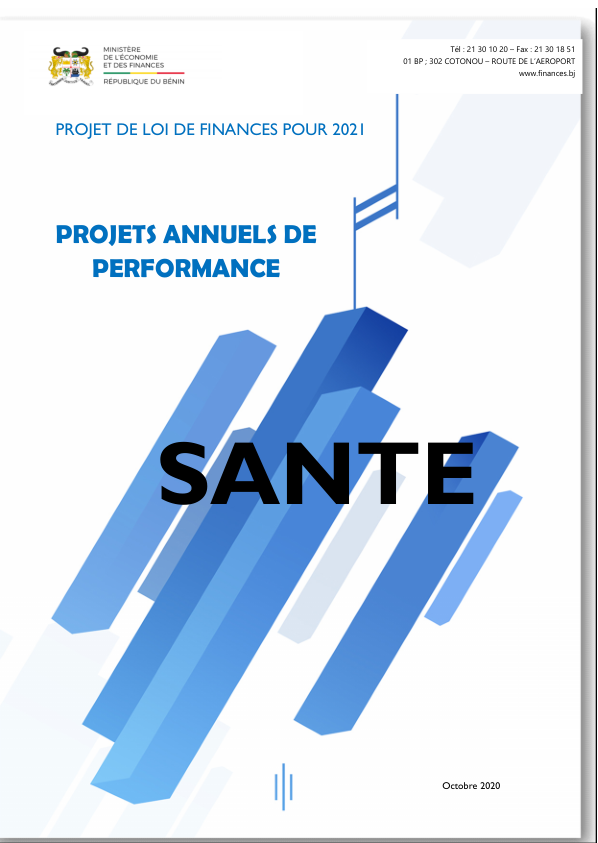 MINISTÈRE
DE L'ÉCONOMIE
ET DES FINANCES
RÉPUBLIQUE DU BÉNIN
Tél : 21 30 10 20 – Fax : 21 30 18 51
01 BP ; 302 COTONOU – ROUTE DE L'AEROPORT
www.finances.bj
PROJET DE LOI DE FINANCES POUR 2021
PROJETS ANNUELS DE
PERFORMANCE
SANTE
Octobre 2020